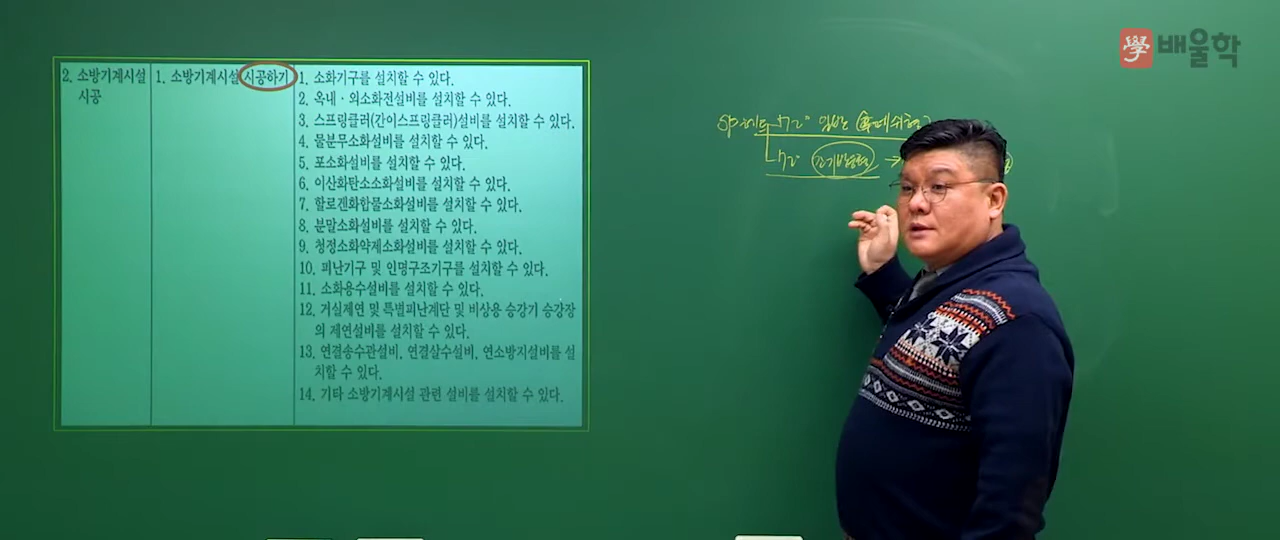 學 배울학
2. 소방기계시설
시공
1. 소방기계시설 시공하기
1. 소화기구를 설치할 수 있다.
2. 옥내·외소화전설비를 설치할 수 있다.
3. 스프링클러(간이스프링클러)설비를 설치할 수 있다.
4. 물분무소화설비를 설치할 수 있다.
5. 포소화설비를 설치할 수 있다.
6. 이산화탄소소화설비를 설치할 수 있다.
7. 할로겐화합물소화설비를 설치할 수 있다.
8. 분말소화설비를 설치할 수 있다.
9. 청정소화약제소화설비를 설치할 수 있다.
10. 피난기구 및 인명구조기구를 설치할 수 있다.
11. 소화용수설비를 설치할 수 있다.
12. 거실제연 및 특별피난계단 및 비상용 승강기 승강장
의 제연설비를 설치할 수 있다.
13. 연결송수관설비, 연결살수설비, 연소방지설비를 설
치할 수 있다.
14. 기타 소방기계시설 관련 설비를 설치할 수 있다.
SP헤드 72° 일반
72°